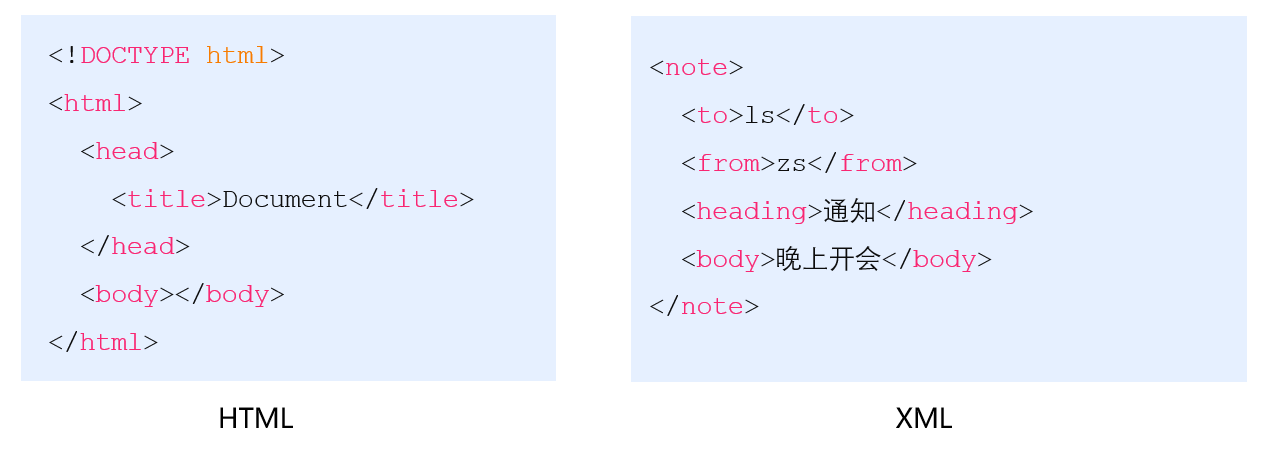 <!DOCTYPE html>
<html>
  <head>
    <title>Document</title>
  </head>
  <body></body>
</html>
HTML
<note>
  <to>ls</to>
  <from>zs</from>
  <heading>通知</heading>
  <body>晚上开会</body>
</note>
XML